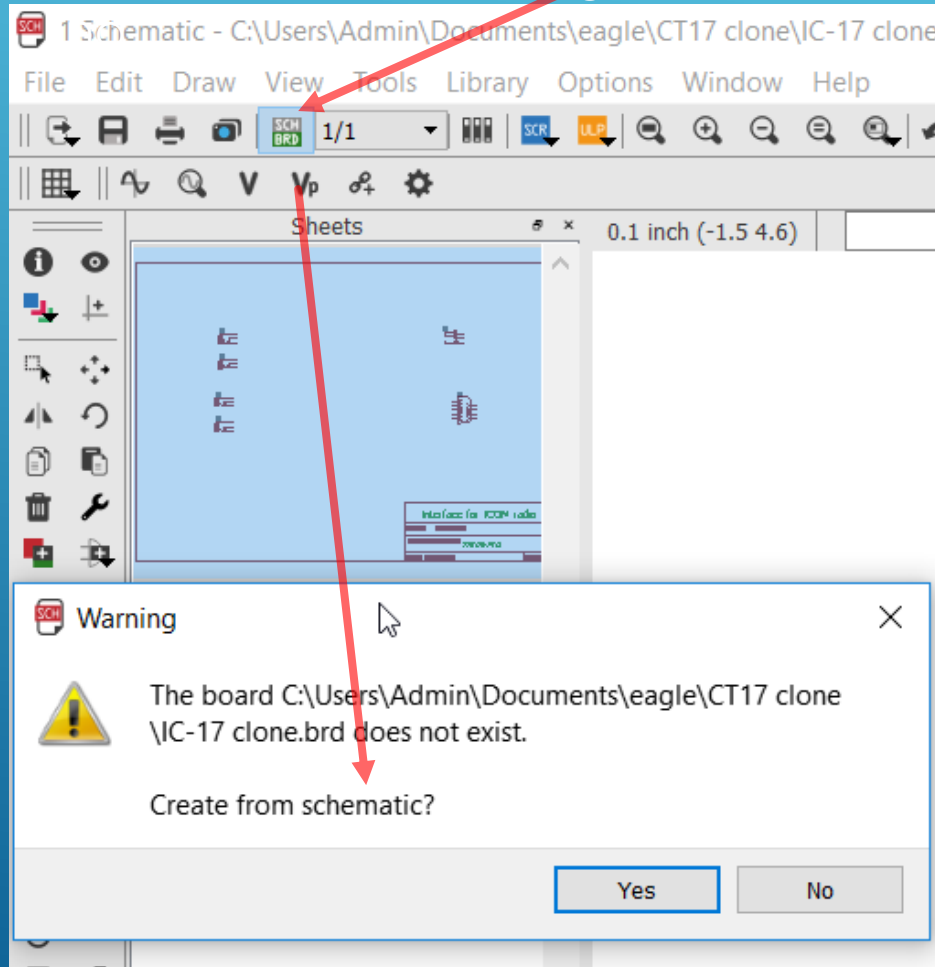 SCH
1 Schematic - C:\Users\Admin\Documents\eagle\CT17 clone\IC-17 clone
File Edit Draw View Tools Library Options Window Help
SCH BRD 1/1 SCR ULP
V Vp
Sheets 0.1 inch (-1.5 4.6)
Interface for ICOM radio
SCH Warning
The board C:\Users\Admin\Documents\eagle\CT17 clone
\IC-17 clone.brd does not exist.
Create from schematic?
Yes No